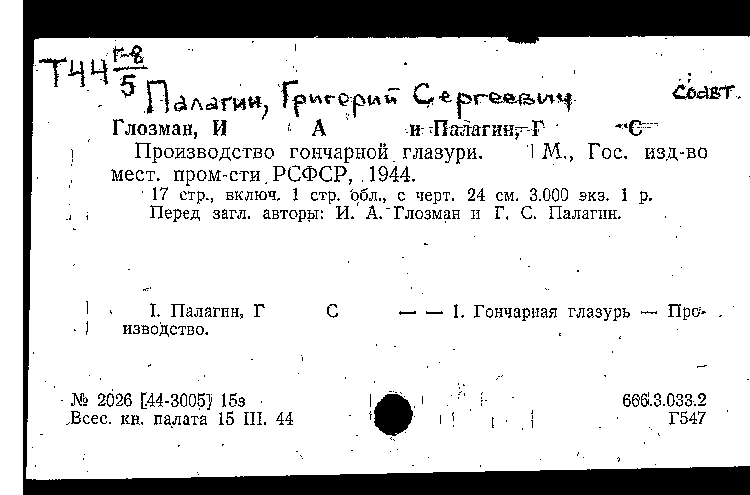 Т44 Г-8
5
Палагин, Григорий Сергеевич соавт.
Глозман, И А и Палагин, Г С
Производство гончарной глазури. М., Гос. изд-во
мест. пром-сти РСФСР, 1944.
17 стр., включ. 1 стр. обл., с черт. 24 см. 3.000 экз. 1 р.
Перед загл. авторы: И. А. Глозман и Г. С. Палагин.
I. Палагин, Г С — — 1. Гончарная глазурь — Про-
изводство.
№ 2026 [44-3005] 15э 666.3.033.2
Всес. кн. палата 15 III. 44 Г547